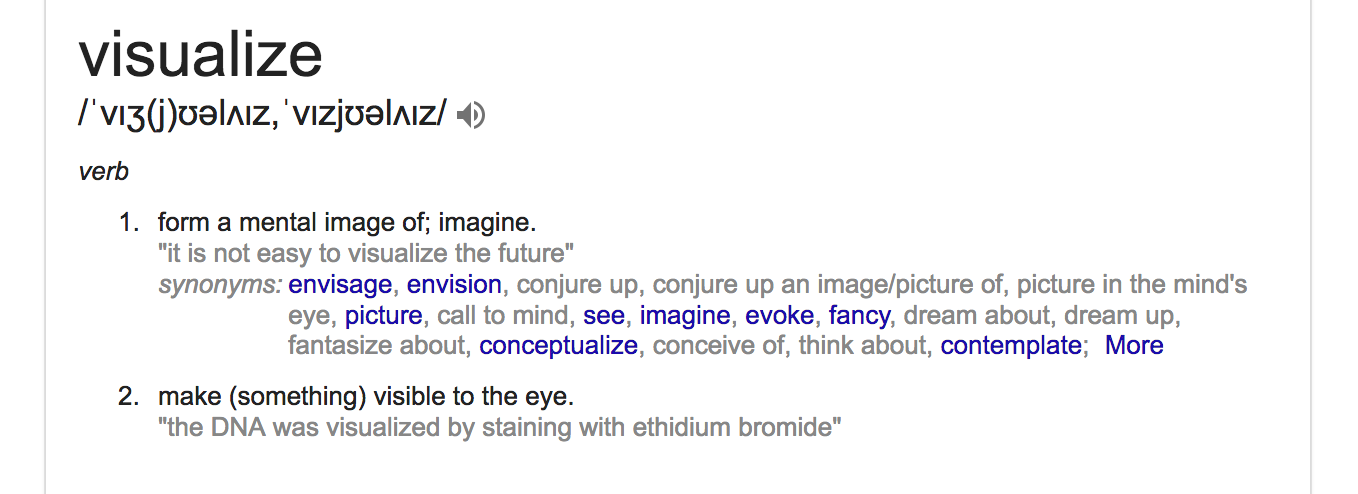 visualize
/ˈvɪʒ(j)ʊəlʌɪz,ˈvɪzjʊəlʌɪz/
verb
1. form a mental image of; imagine.
"it is not easy to visualize the future"
synonyms: envisage, envision, conjure up, conjure up an image/picture of, picture in the mind's
eye, picture, call to mind, see, imagine, evoke, fancy, dream about, dream up,
fantasize about, conceptualize, conceive of, think about, contemplate; More
2. make (something) visible to the eye.
"the DNA was visualized by staining with ethidium bromide"